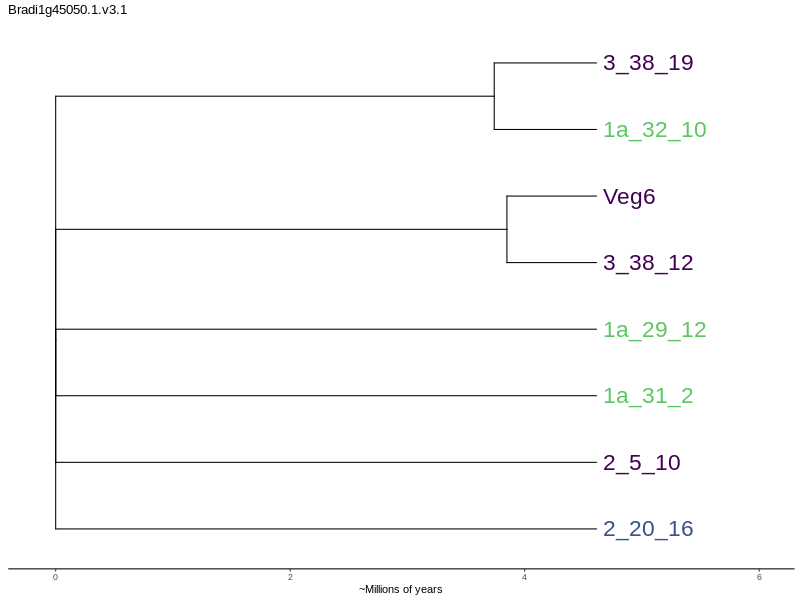 Bradi1g45050.1.v3.1
3_38_19
1a_32_10
Veg6
3_38_12
1a_29_12
1a_31_2
2_5_10
2_20_16
0 2 4 6
~Millions of years